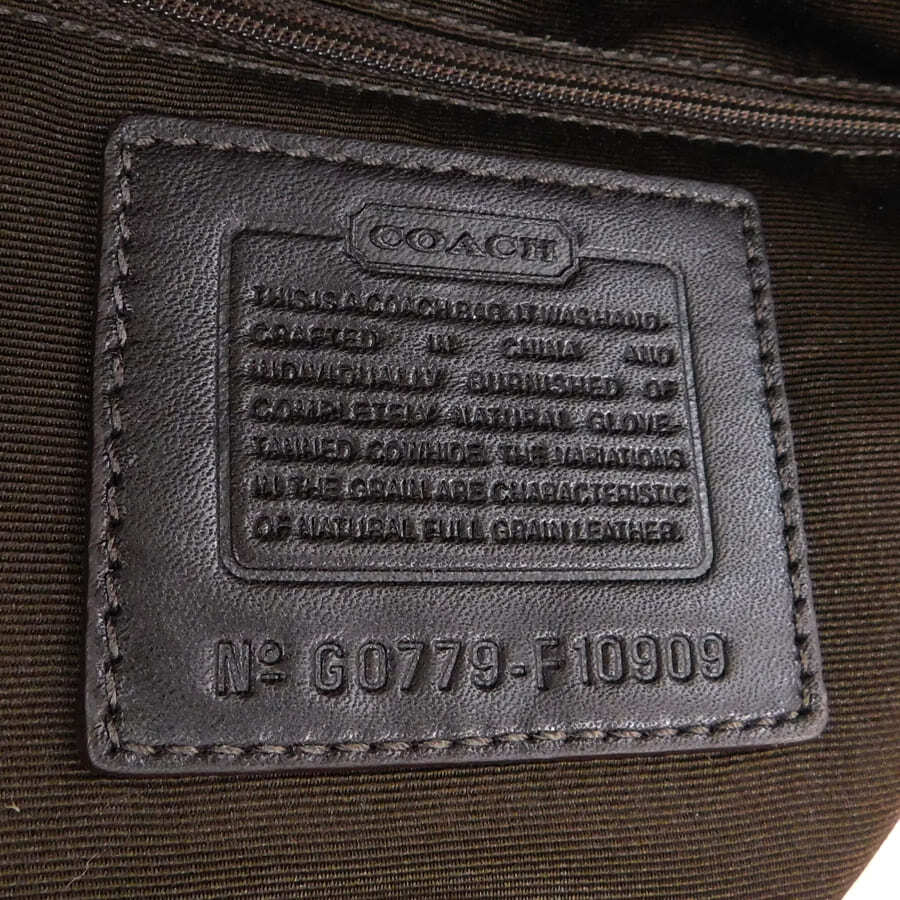 COACH
THIS IS A COACH BAG. IT WAS HAND-
CRAFTED IN CHINA AND
INDIVIDUALLY BURNISHED OF
COMPLETELY NATURAL GLOVE-
TANNED COWHIDE. THE VARIATIONS
IN THE GRAIN ARE CHARACTERISTIC
OF NATURAL FULL GRAIN LEATHER.
Nº G0779-F10909